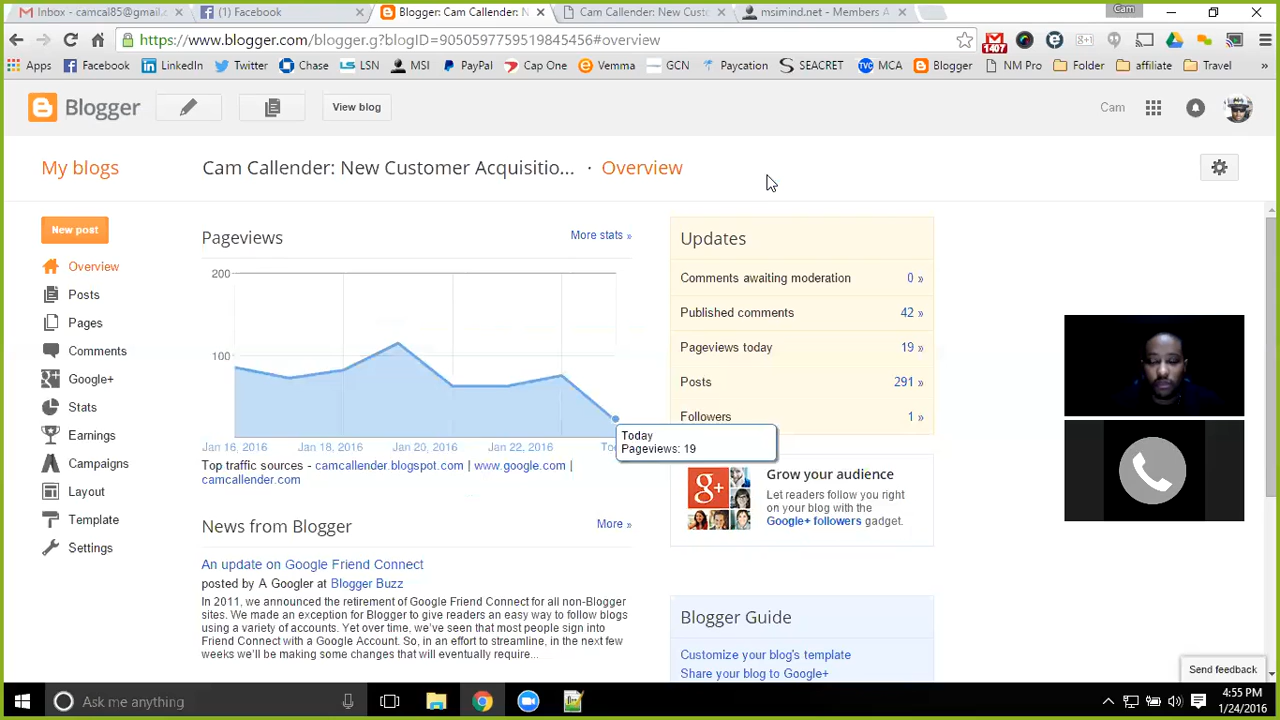 Inbox - camcal85@gmail.c
(1) Facebook
Blogger: Cam Callender: N
Cam Callender: New Custo
msimind.net - Members A
Cam
https://www.blogger.com/blogger.g?blogID=9050597759519845456#overview
1407
Apps Facebook LinkedIn Twitter Chase LSN MSI PayPal Cap One Vemma GCN Paycation SEACRET MCA Blogger NM Pro Folder affiliate Travel »
Blogger
View blog
Cam
My blogs
Cam Callender: New Customer Acquisitio... · Overview
New post
Overview
Posts
Pages
Comments
Google+
Stats
Earnings
Campaigns
Layout
Template
Settings
Pageviews
More stats »
200
100
Jan 16, 2016 Jan 18, 2016 Jan 20, 2016 Jan 22, 2016
Today
Pageviews: 19
Top traffic sources - camcallender.blogspot.com | www.google.com |
camcallender.com
News from Blogger
More »
An update on Google Friend Connect
posted by A Googler at Blogger Buzz
In 2011, we announced the retirement of Google Friend Connect for all non-Blogger
sites. We made an exception for Blogger to give readers an easy way to follow blogs
using a variety of accounts. Yet over time, we've seen that most people sign into
Friend Connect with a Google Account. So, in an effort to streamline, in the next few
weeks we'll be making some changes that will eventually require...
Updates
Comments awaiting moderation 0 »
Published comments 42 »
Pageviews today 19 »
Posts 291 »
Followers 1 »
g+
Grow your audience
Let readers follow you right
on your blog with the
Google+ followers gadget.
Blogger Guide
Customize your blog's template
Share your blog to Google+
Send feedback
Ask me anything
4:55 PM
1/24/2016